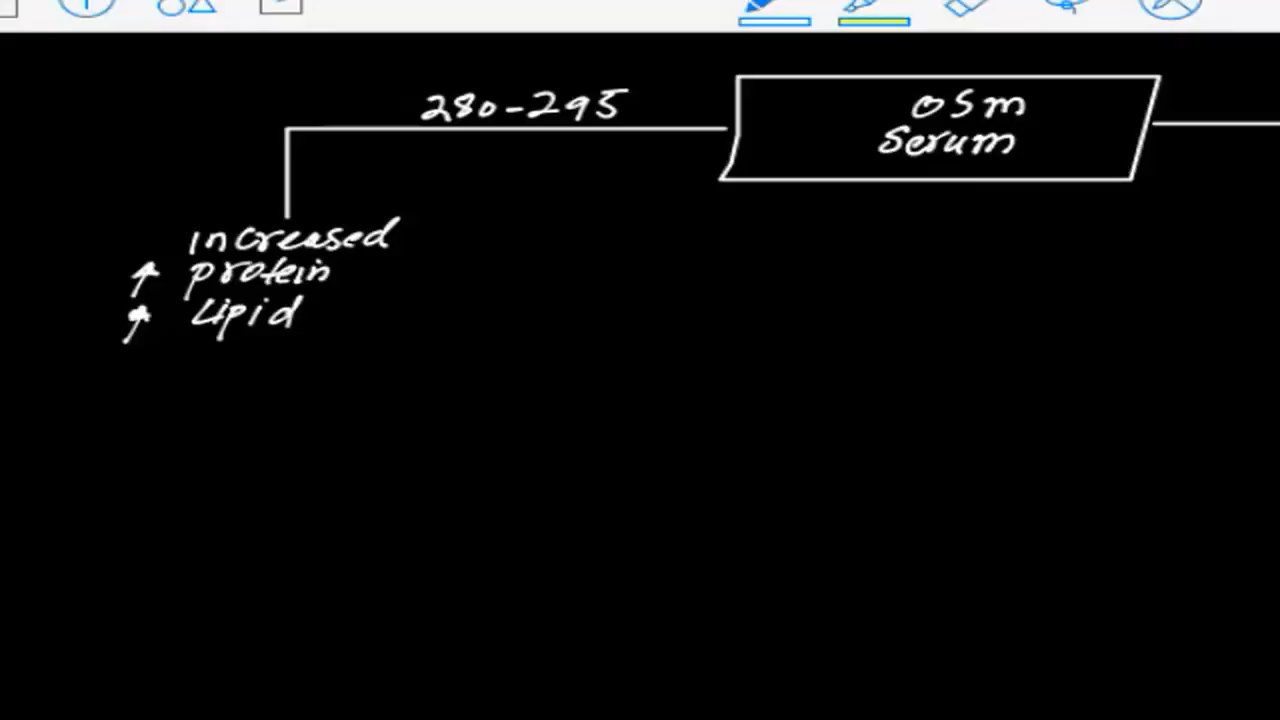 280-295
OSm
Serum
increased
↑ protein
↑ Lipid